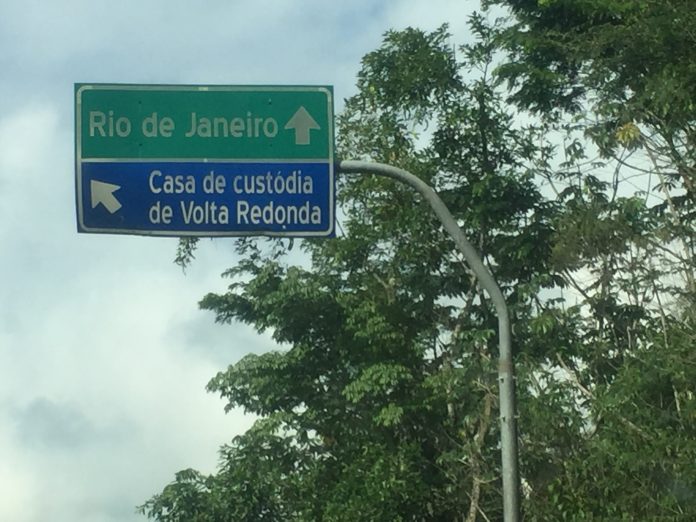 Rio de Janeiro
Casa de custódia
de Volta Redonda